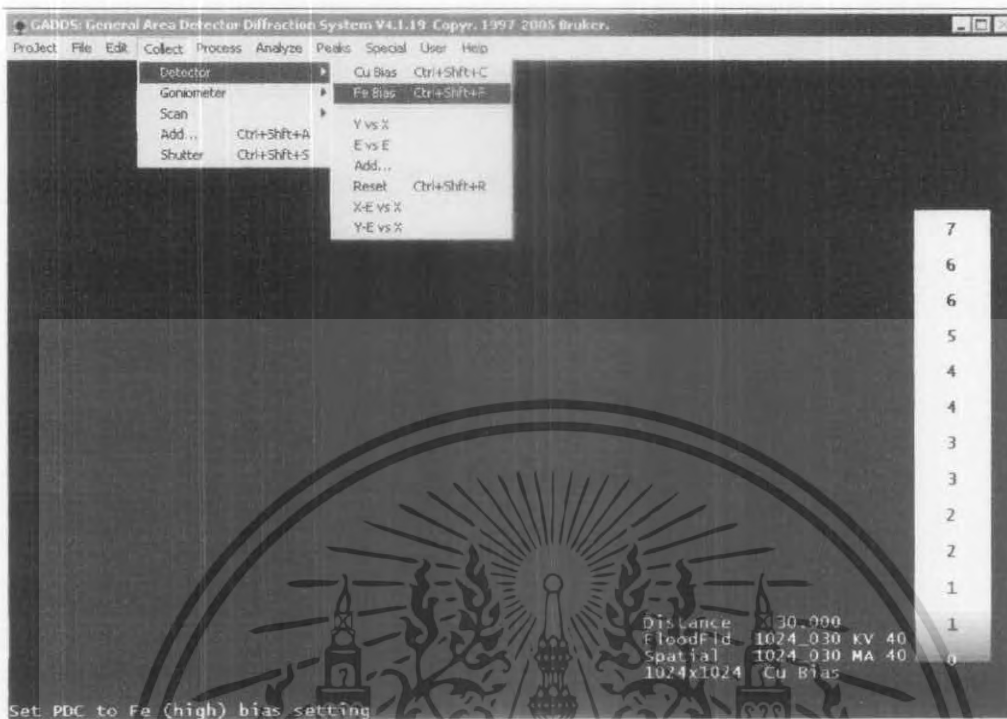 GADDS: General Area Detector Diffraction System V4.1.19 Copyr. 1997-2005 Bruker.
Project File Edit Collect Process Analyze Peaks Special User Help
Detector
Goniometer
Scan
Add... Ctrl+Shft+A
Shutter Ctrl+Shft+S
Cu Bias Ctrl+Shft+C
Fe Bias Ctrl+Shft+F
Y vs X
E vs E
Add...
Reset Ctrl+Shft+R
X-E vs X
Y-E vs X
7
6
6
5
4
4
3
3
2
2
1
1
0
Distance 30.000
FloodFld 1024_030 KV 40
Spatial 1024_030 MA 40
1024x1024 Cu Bias
Set PDC to Fe (high) bias setting